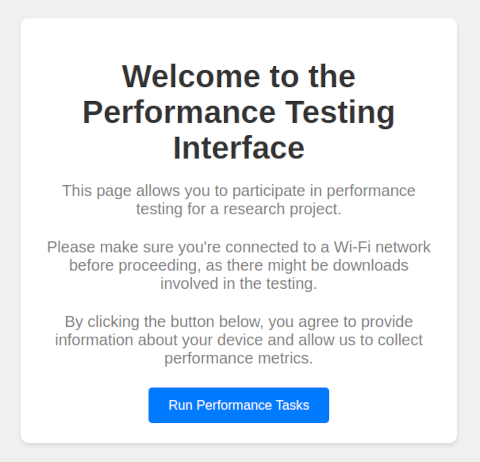 Welcome to the
Performance Testing
Interface
This page allows you to participate in performance
testing for a research project.
Please make sure you're connected to a Wi-Fi network
before proceeding, as there might be downloads
involved in the testing.
By clicking the button below, you agree to provide
information about your device and allow us to collect
performance metrics.
Run Performance Tasks